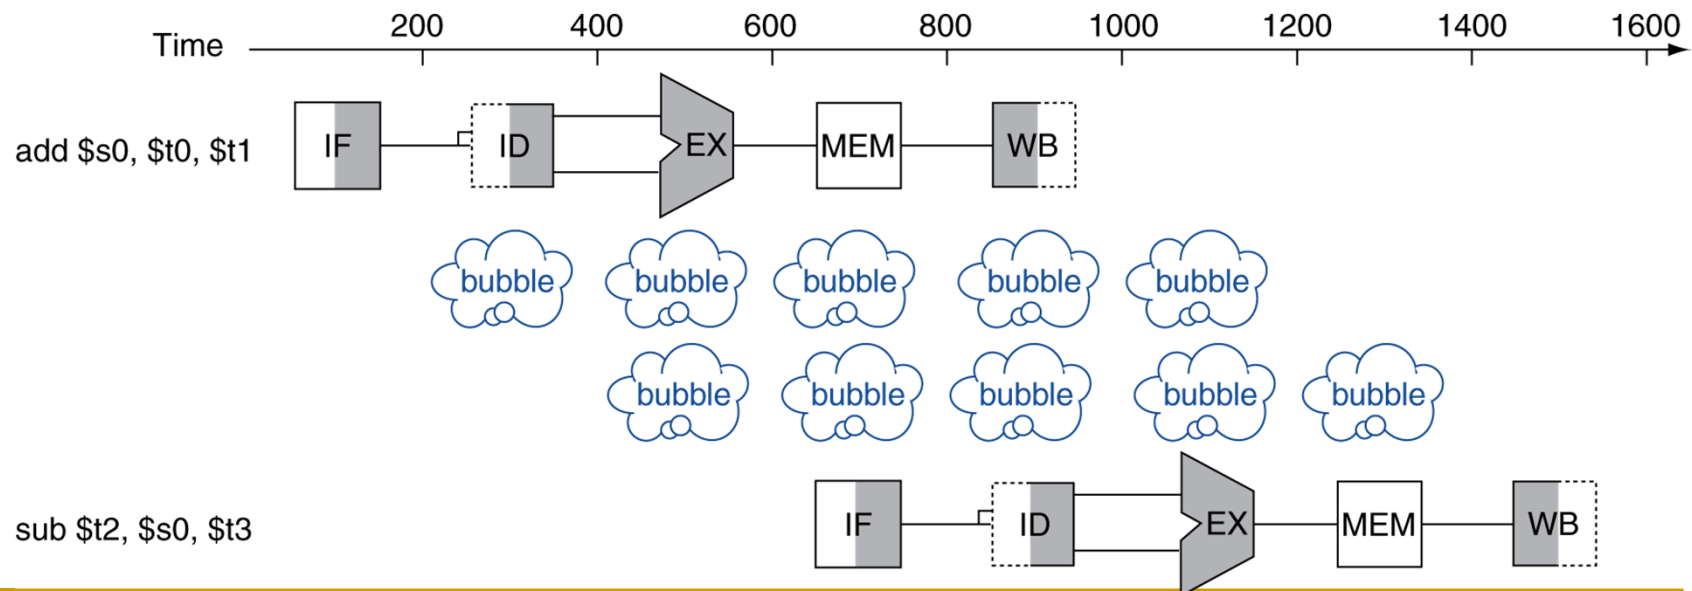 200 400 600 800 1000 1200 1400 1600
Time
add $s0, $t0, $t1 IF ID EX MEM WB
bubble bubble bubble bubble bubble
bubble bubble bubble bubble bubble
sub $t2, $s0, $t3 IF ID EX MEM WB